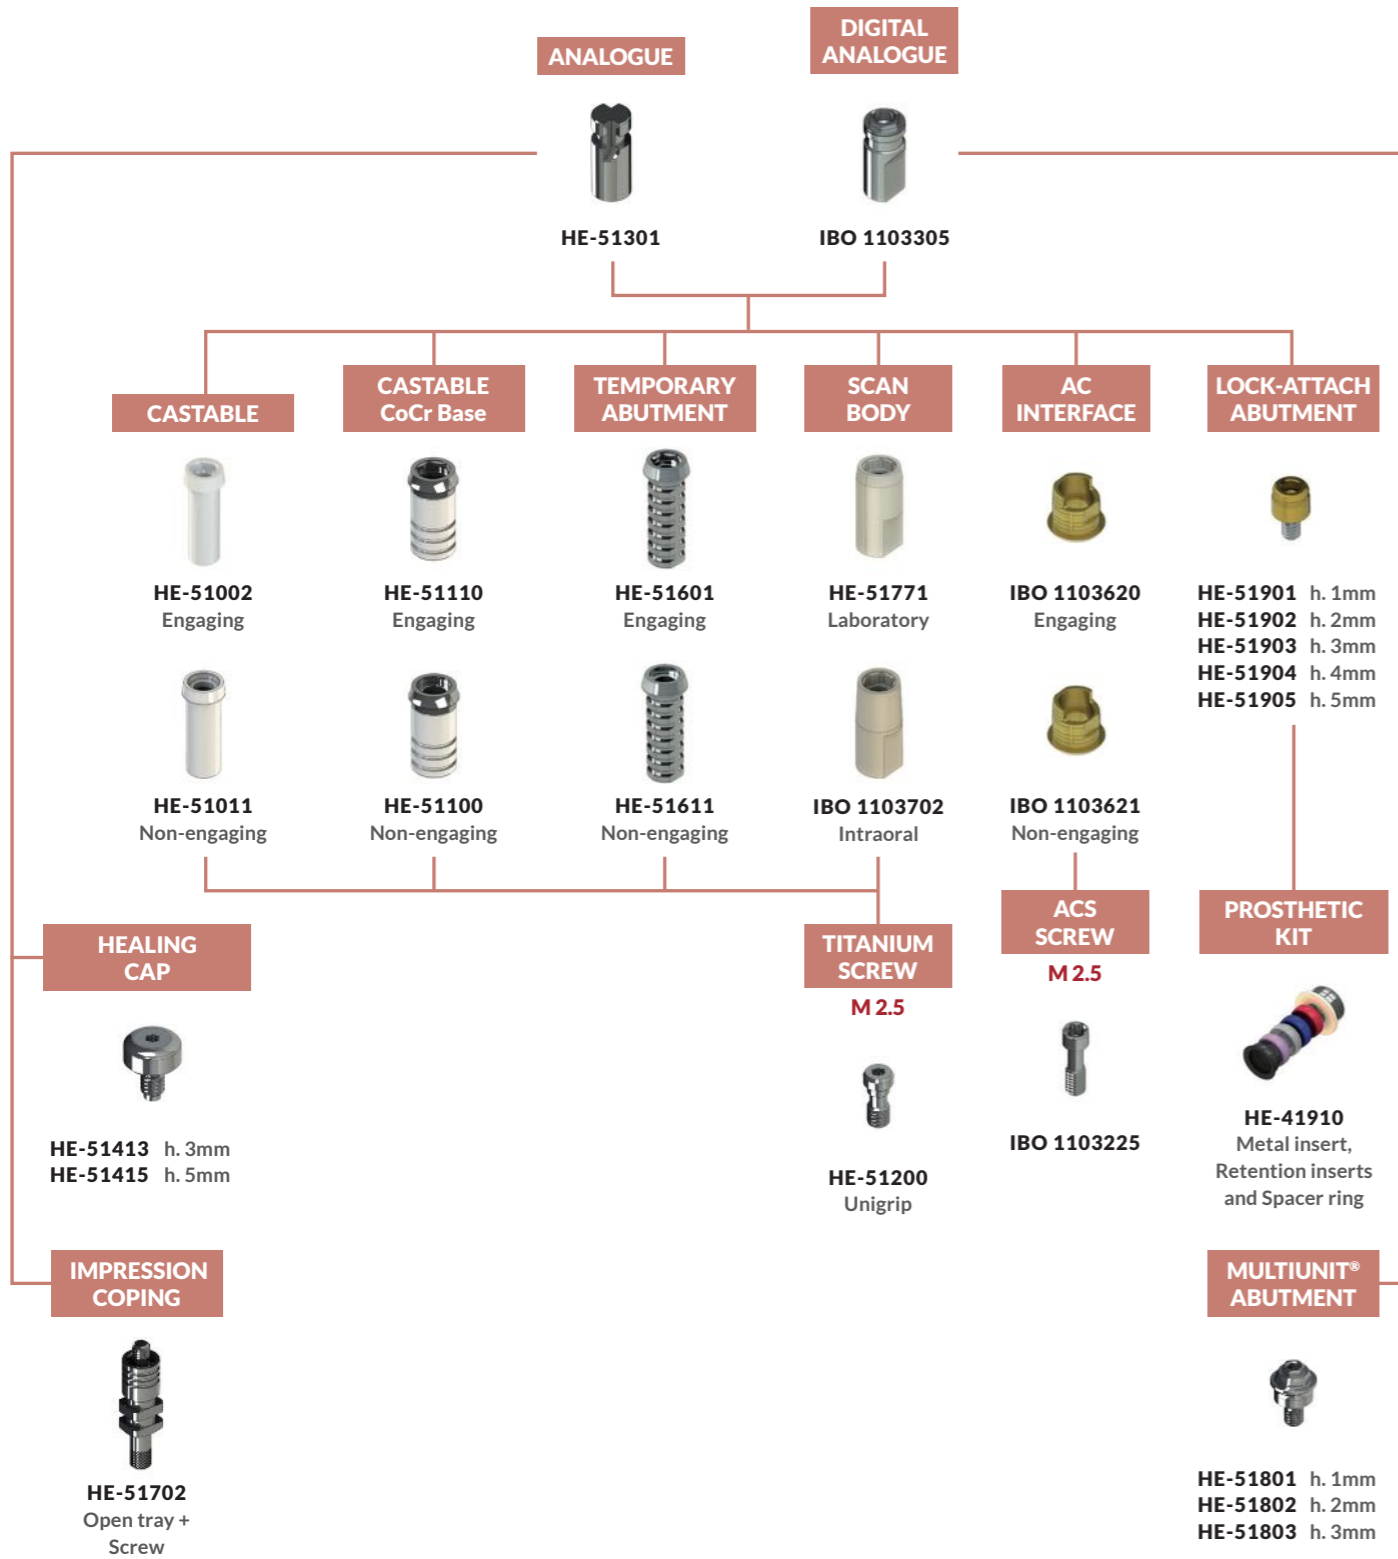 ANALOGUE
DIGITAL
ANALOGUE
HE-51301
IBO 1103305
CASTABLE
CASTABLE
CoCr Base
TEMPORARY
ABUTMENT
SCAN
BODY
AC
INTERFACE
LOCK-ATTACH
ABUTMENT
HE-51002
Engaging
HE-51110
Engaging
HE-51601
Engaging
HE-51771
Laboratory
IBO 1103620
Engaging
HE-51901 h. 1mm
HE-51902 h. 2mm
HE-51903 h. 3mm
HE-51904 h. 4mm
HE-51905 h. 5mm
HE-51011
Non-engaging
HE-51100
Non-engaging
HE-51611
Non-engaging
IBO 1103702
Intraoral
IBO 1103621
Non-engaging
HEALING
CAP
HE-51413 h. 3mm
HE-51415 h. 5mm
TITANIUM
SCREW
M 2.5
HE-51200
Unigrip
ACS
SCREW
M 2.5
IBO 1103225
PROSTHETIC
KIT
HE-41910
Metal insert,
Retention inserts
and Spacer ring
IMPRESSION
COPING
HE-51702
Open tray +
Screw
MULTIUNIT®
ABUTMENT
HE-51801 h. 1mm
HE-51802 h. 2mm
HE-51803 h. 3mm